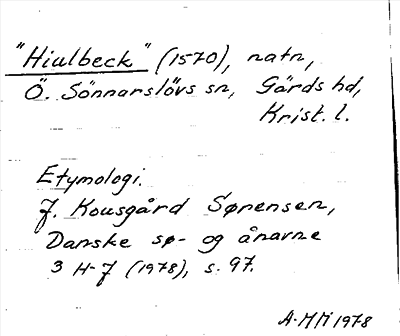 "Hiulbeck" (1570), natn,
Ö. Sönnarslövs sn, Gärds hd,
Krist. l.
Etymologi.
J. Kousgård Sørensen,
Danske sø- og ånavne
3 H-J (1978), s. 97.
A-MM 1978